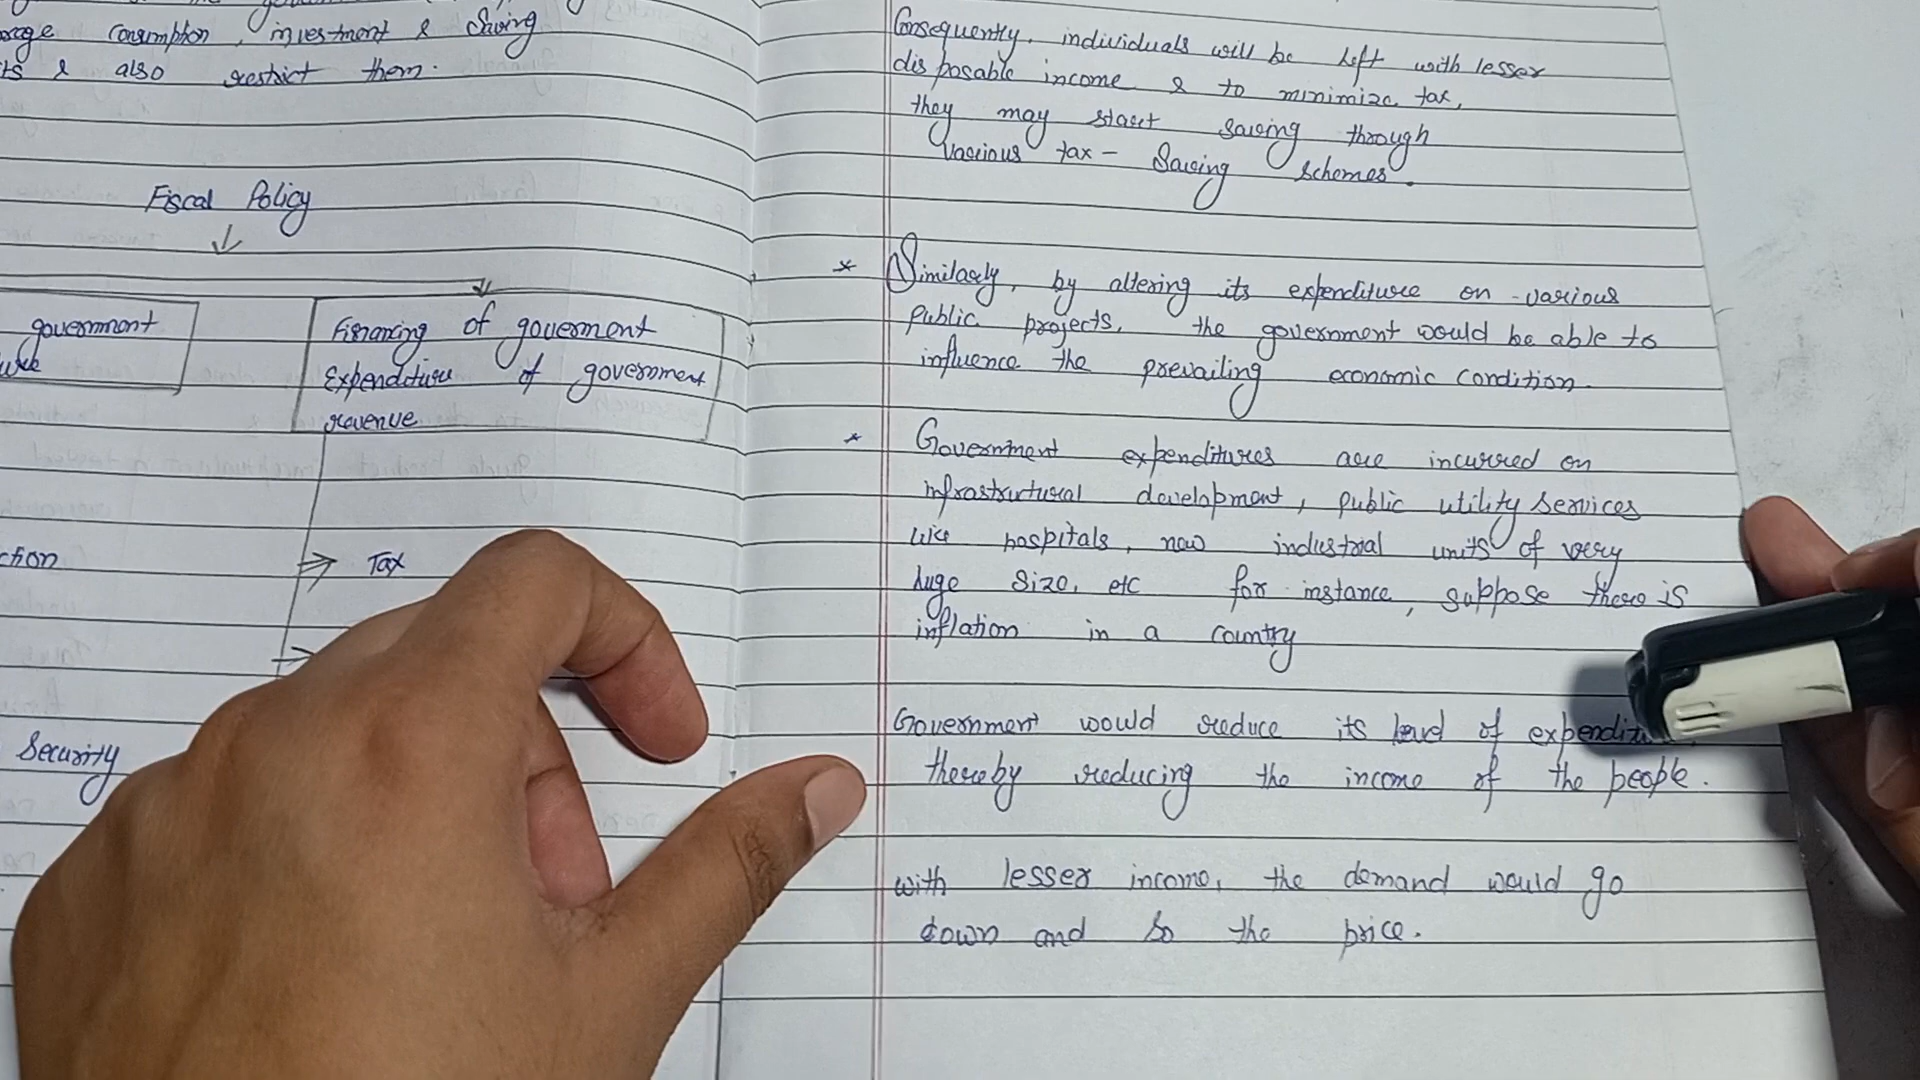 consumption, investment & Saving
& also restrict them.
Fiscal Policy
government
Financing of goverment
Expenditure of government
revenue
Tax
Security
Consequently, individuals will be left with lesser
disposable income & to minimize tax,
they may start saving through
various tax - Saving schemes.
* Similarly, by altering its expenditure on various
public projects, the government would be able to
influence the prevailing economic condition.
* Government expenditures are incurred on
infrastructural development, public utility services
like hospitals, new industrial units of very
huge size, etc for instance, suppose there is
inflation in a country
Government would reduce its level of
thereby reducing the income of the people.
with lesser income, the demand would go
down and so the price.